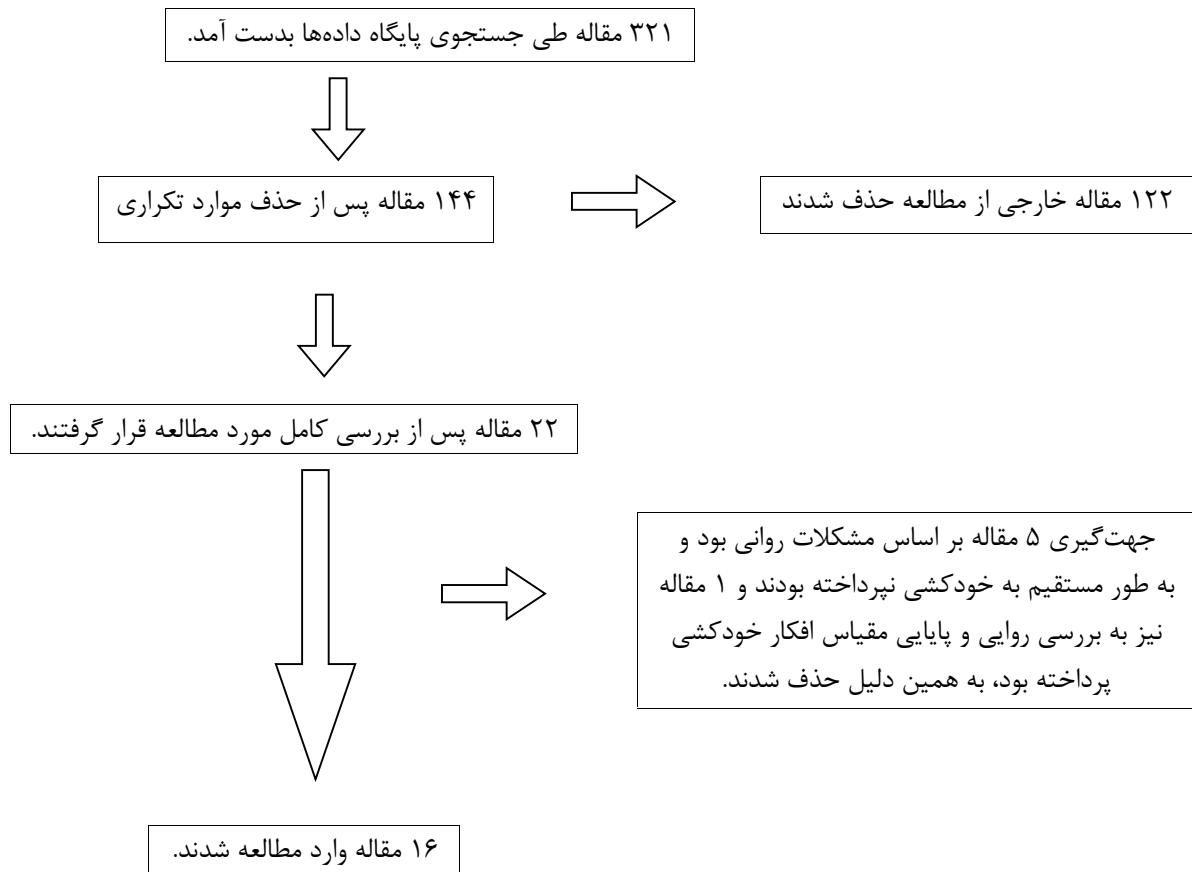 ۳۲۱ مقاله طی جستجوی پایگاه داده‌ها بدست آمد.
۱۴۴ مقاله پس از حذف موارد تکراری
۱۲۲ مقاله خارجی از مطالعه حذف شدند
۲۲ مقاله پس از بررسی کامل مورد مطالعه قرار گرفتند.
جهت‌گیری ۵ مقاله بر اساس مشکلات روانی بود و
به طور مستقیم به خودکشی نپرداخته بودند و ۱ مقاله
نیز به بررسی روایی و پایایی مقیاس افکار خودکشی
پرداخته بود، به همین دلیل حذف شدند.
۱۶ مقاله وارد مطالعه شدند.